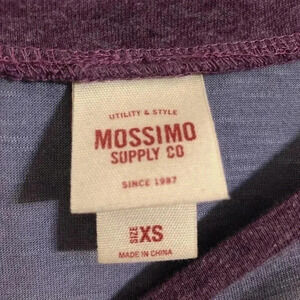 UTILITY & STYLE
MOSSIMO
SUPPLY CO
SINCE 1987
SIZE XS
MADE IN CHINA